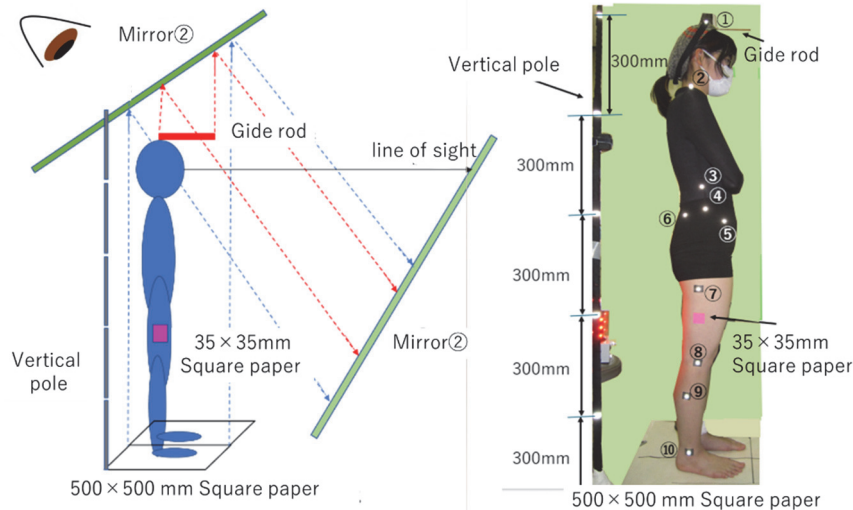 Mirror②
Gide rod
line of sight
35×35mm
Square paper
Mirror②
Vertical
pole
500×500 mm Square paper
①
Gide rod
300mm
Vertical pole
②
300mm
③
④
⑥
⑤
300mm
⑦
35×35mm
Square paper
⑧
300mm
⑨
⑩
300mm
500×500 mm Square paper